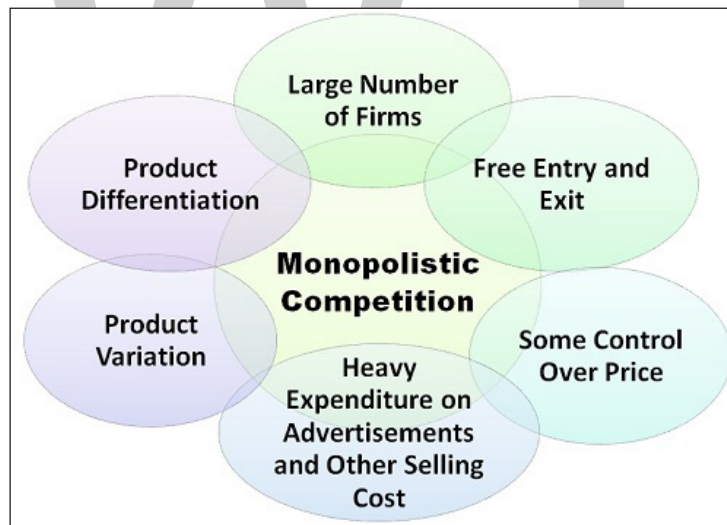 Large Number
of Firms
Product
Differentiation
Free Entry and
Exit
Monopolistic
Competition
Product
Variation
Some Control
Over Price
Heavy
Expenditure on
Advertisements
and Other Selling
Cost